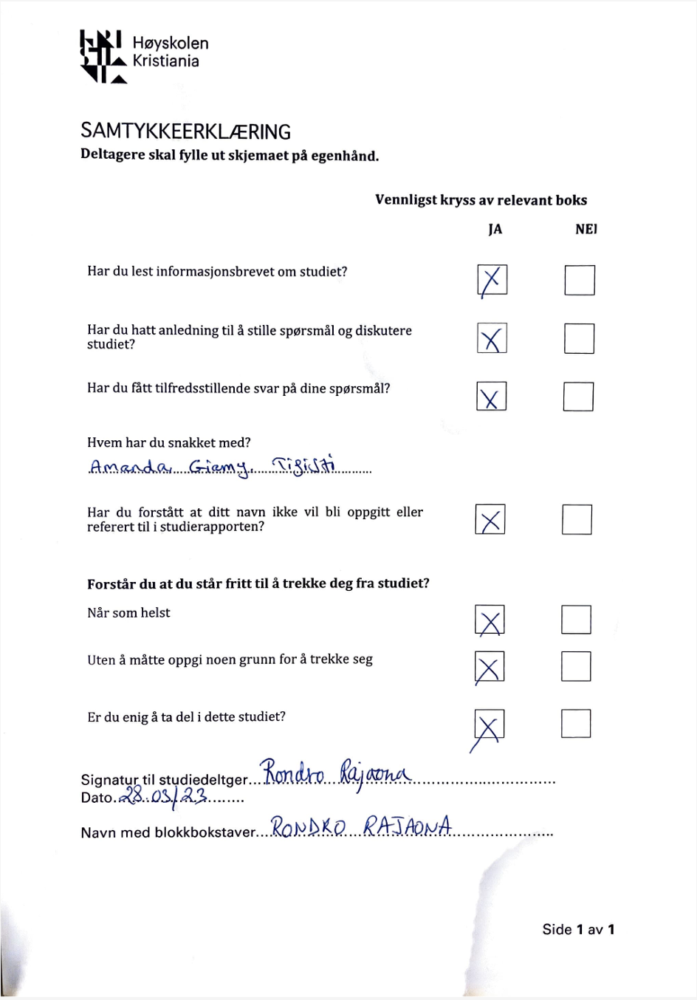 Høyskolen
Kristiania
SAMTYKKEERKLÆRING
Deltagere skal fylle ut skjemaet på egenhånd.
Vennligst kryss av relevant boks
JA NEI
Har du lest informasjonsbrevet om studiet?
Har du hatt anledning til å stille spørsmål og diskutere
studiet?
Har du fått tilfredsstillende svar på dine spørsmål?
Hvem har du snakket med?
Amanda, Giamy, Tigisti
Har du forstått at ditt navn ikke vil bli oppgitt eller
referert til i studierapporten?
Forstår du at du står fritt til å trekke deg fra studiet?
Når som helst
Uten å måtte oppgi noen grunn for å trekke seg
Er du enig å ta del i dette studiet?
Signatur til studiedeltger...Rondro Rajaona
Dato...28.03/23........
Navn med blokkbokstaver...RONDRO RAJAONA
Side 1 av 1